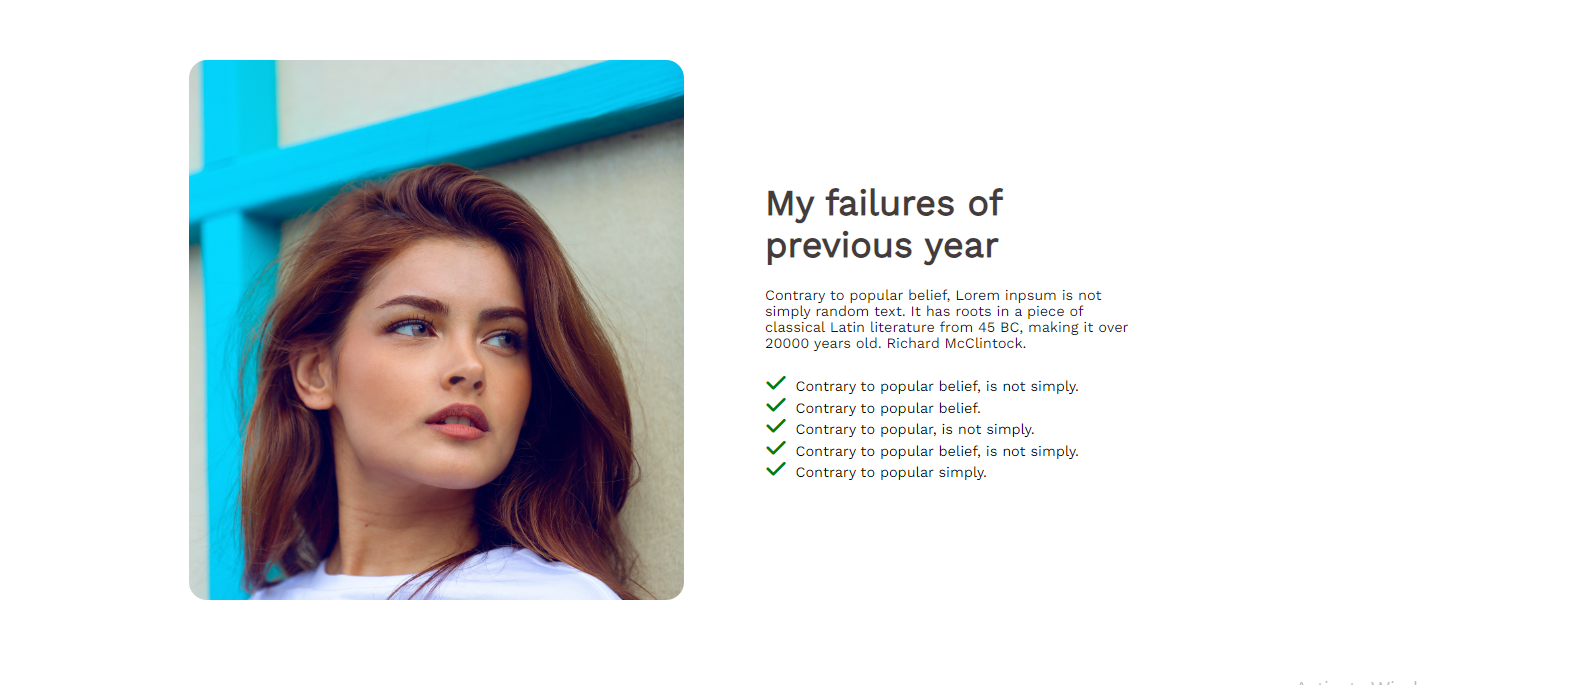 My failures of
previous year
Contrary to popular belief, Lorem inpsum is not
simply random text. It has roots in a piece of
classical Latin literature from 45 BC, making it over
20000 years old. Richard McClintock.
Contrary to popular belief, is not simply.
Contrary to popular belief.
Contrary to popular, is not simply.
Contrary to popular belief, is not simply.
Contrary to popular simply.